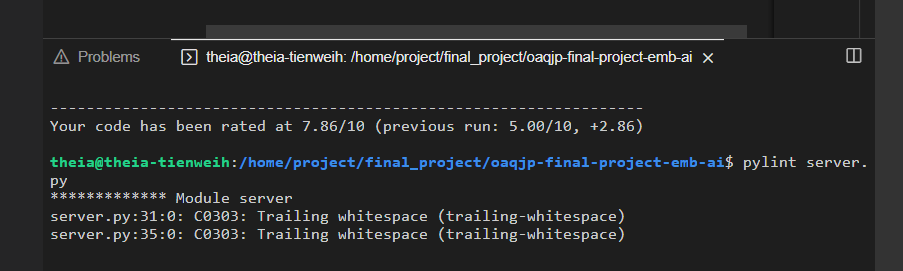 Problems
theia@theia-tienweih: /home/project/final_project/oaqjp-final-project-emb-ai
------------------------------------------------------------------
Your code has been rated at 7.86/10 (previous run: 5.00/10, +2.86)
theia@theia-tienweih:/home/project/final_project/oaqjp-final-project-emb-ai$ pylint server.
py
************* Module server
server.py:31:0: C0303: Trailing whitespace (trailing-whitespace)
server.py:35:0: C0303: Trailing whitespace (trailing-whitespace)